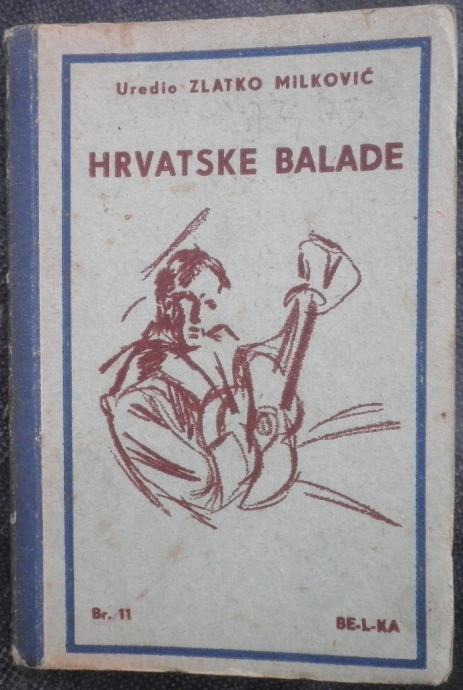 Uredio ZLATKO MILKOVIĆ
HRVATSKE BALADE
Br. 11
BE-L-KA